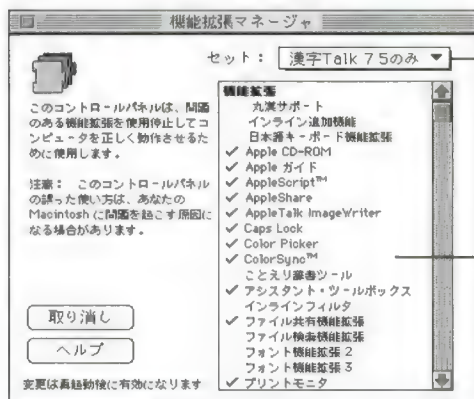 機能拡張マネージャ
セット： 漢字Talk 7 5のみ
このコントロールパネルは、問題
のある機能拡張を使用停止してコ
ンピュータを正しく動作させるた
めに使用します。
注意： このコントロールパネル
の誤った使い方は、あなたの
Macintosh に問題を起こす原因に
なる場合があります。
取り消し
ヘルプ
変更は再起動後に有効になります
機能拡張
丸漢サポート
インライン追加機能
日本語キーボード機能拡張
✓ Apple CD-ROM
✓ Apple ガイド
✓ AppleScript™
✓ AppleShare
✓ AppleTalk ImageWriter
✓ Caps Lock
✓ Color Picker
✓ ColorSync™
ことえり辞書ツール
✓ アシスタント・ツールボックス
インラインフィルタ
✓ ファイル共有機能拡張
ファイル検索機能拡張
フォント機能拡張 2
フォント機能拡張 3
✓ プリントモニタ